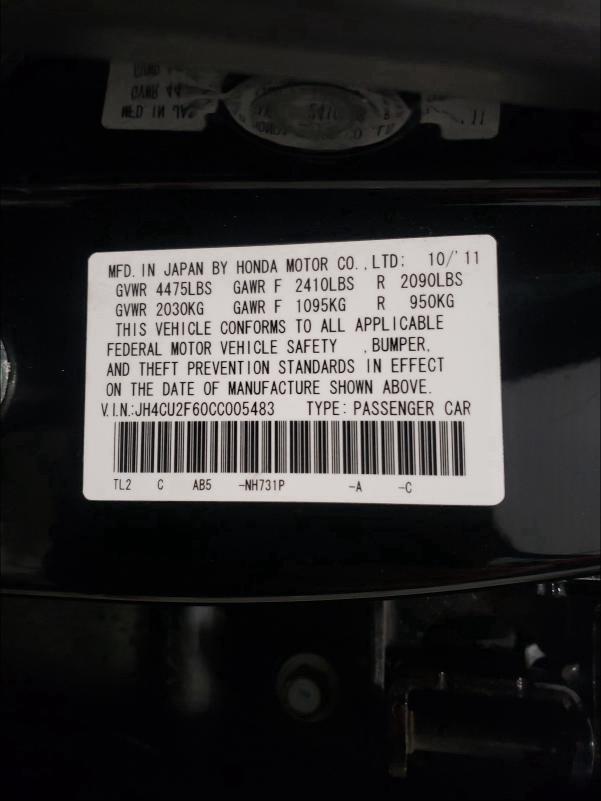 MFD. IN JAPAN BY HONDA MOTOR CO.,LTD: 10/'11
GVWR 4475LBS GAWR F 2410LBS R 2090LBS
GVWR 2030KG GAWR F 1095KG R 950KG
THIS VEHICLE CONFORMS TO ALL APPLICABLE
FEDERAL MOTOR VEHICLE SAFETY ,BUMPER,
AND THEFT PREVENTION STANDARDS IN EFFECT
ON THE DATE OF MANUFACTURE SHOWN ABOVE.
V.I.N.:JH4CU2F60CC005483 TYPE: PASSENGER CAR
TL2 C AB5 -NH731P -A -C